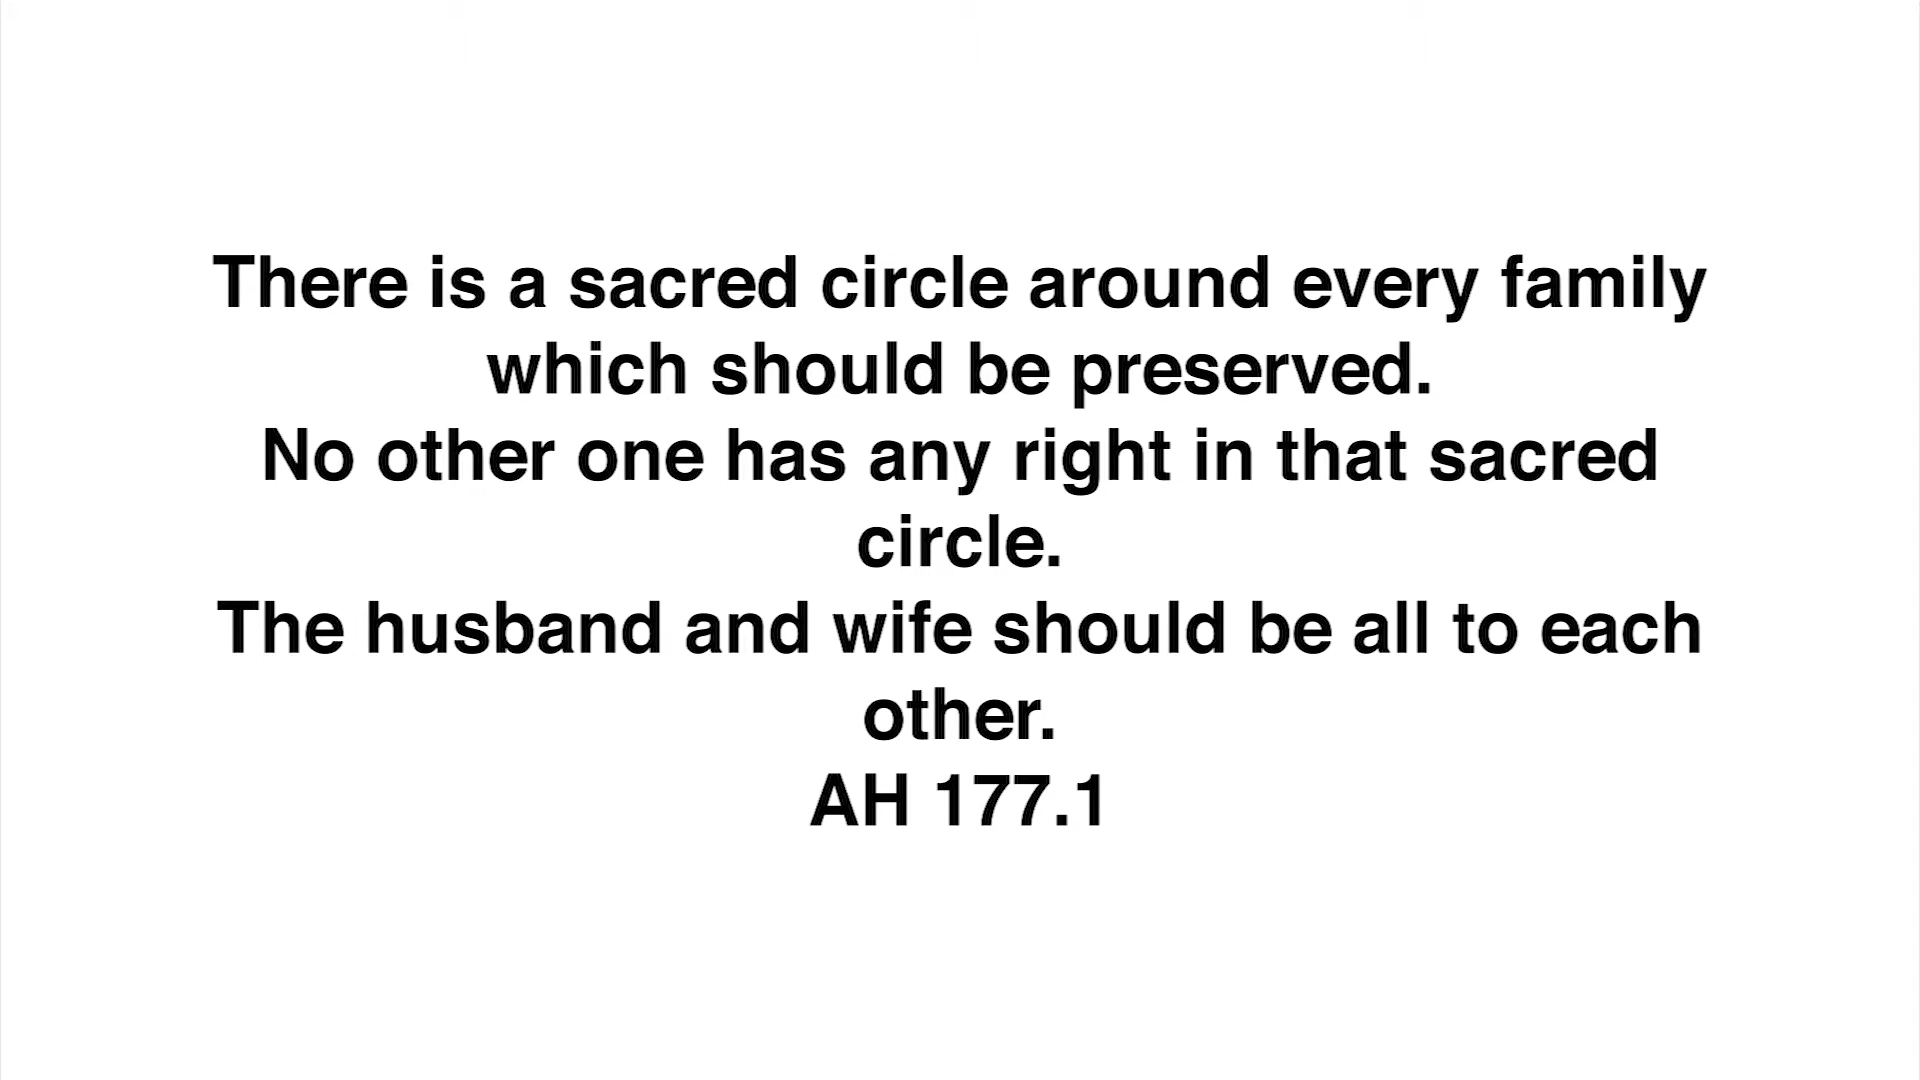 There is a sacred circle around every family
which should be preserved.
No other one has any right in that sacred
circle.
The husband and wife should be all to each
other.
AH 177.1